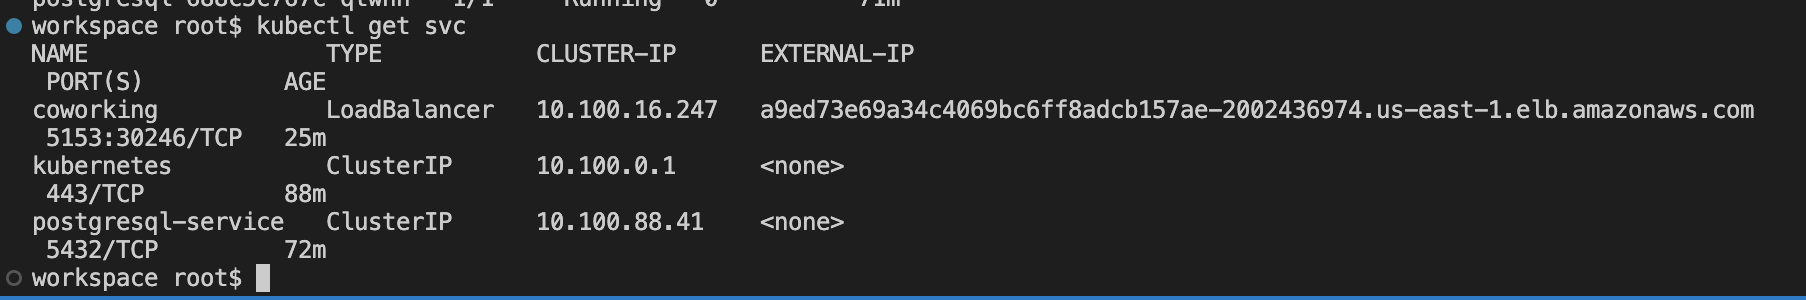 workspace root$ kubectl get svc
NAME TYPE CLUSTER-IP EXTERNAL-IP
PORT(S) AGE
coworking LoadBalancer 10.100.16.247 a9ed73e69a34c4069bc6ff8adcb157ae-2002436974.us-east-1.elb.amazonaws.com
5153:30246/TCP 25m
kubernetes ClusterIP 10.100.0.1 <none>
443/TCP 88m
postgresql-service ClusterIP 10.100.88.41 <none>
5432/TCP 72m
workspace root$